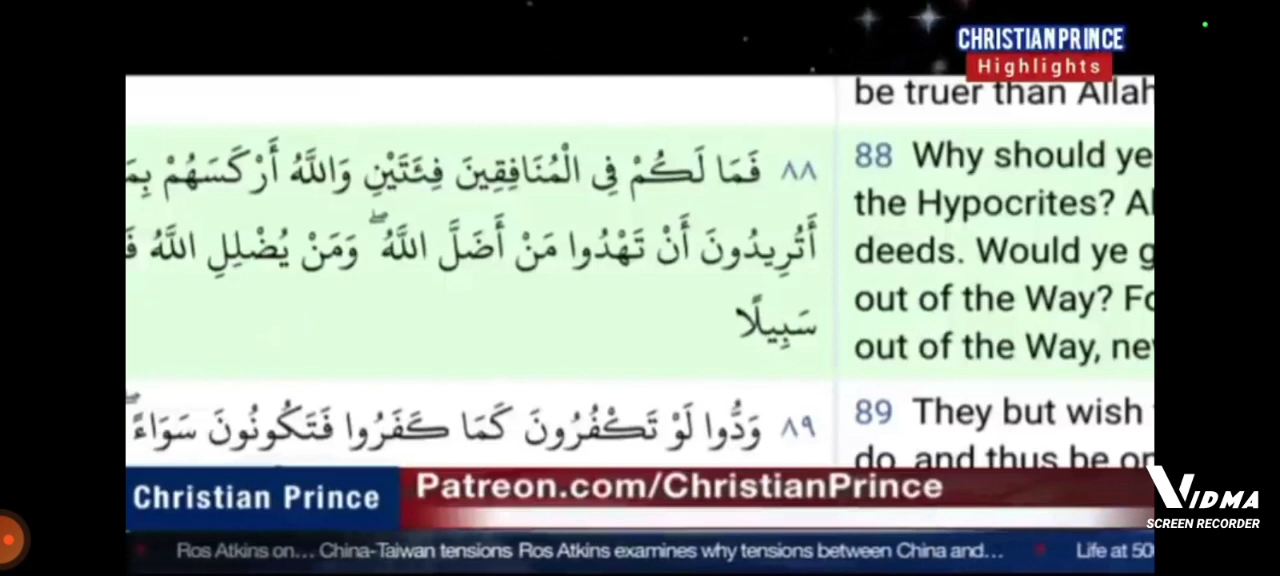 CHRISTIAN PRINCE
Highlights
be truer than Allah
٨٨ فَمَا لَكُمْ فِى الْمُنَافِقِينَ فِئَتَيْنِ وَاللَّهُ أَرْكَسَهُمْ بِمَ
أَتُرِيدُونَ أَنْ تَهْدُوا مَنْ أَضَلَّ اللَّهُ ۖ وَمَنْ يُضْلِلِ اللَّهُ فَ
سَبِيلًا
88 Why should ye
the Hypocrites? Al
deeds. Would ye g
out of the Way? Fo
out of the Way, ne
٨٩ وَدُّوا لَوْ تَكْفُرُونَ كَمَا كَفَرُوا فَتَكُونُونَ سَوَاءً ۖ
89 They but wish
do, and thus be on
Christian Prince
Patreon.com/ChristianPrince
VIDMA
SCREEN RECORDER
Ros Atkins on... China-Taiwan tensions Ros Atkins examines why tensions between China and...
Life at 50